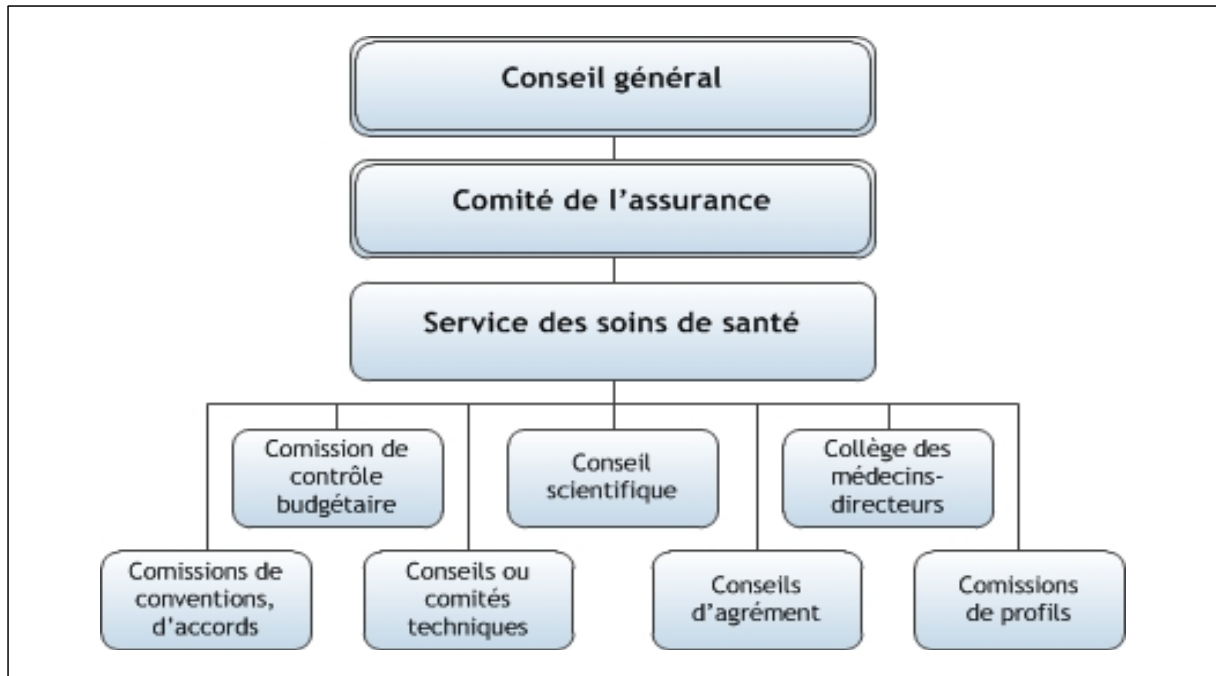 Conseil général
Comité de l’assurance
Service des soins de santé
Comission de
contrôle
budgétaire
Conseil
scientifique
Collège des
médecins-
directeurs
Comissions de
conventions,
d’accords
Conseils ou
comités
techniques
Conseils
d’agrément
Comissions
de profils